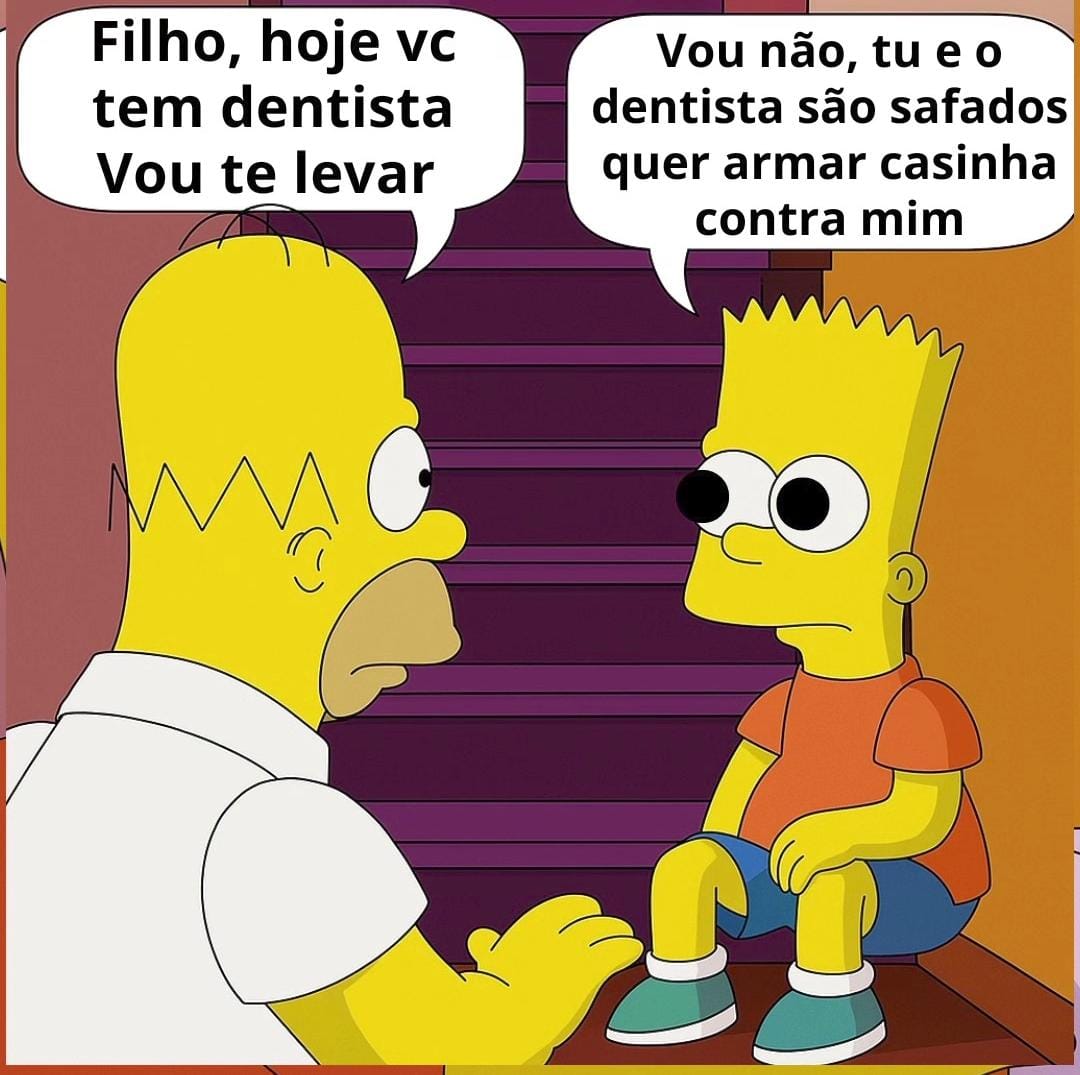 Filho, hoje vc
tem dentista
Vou te levar
Vou não, tu e o
dentista são safados
quer armar casinha
contra mim